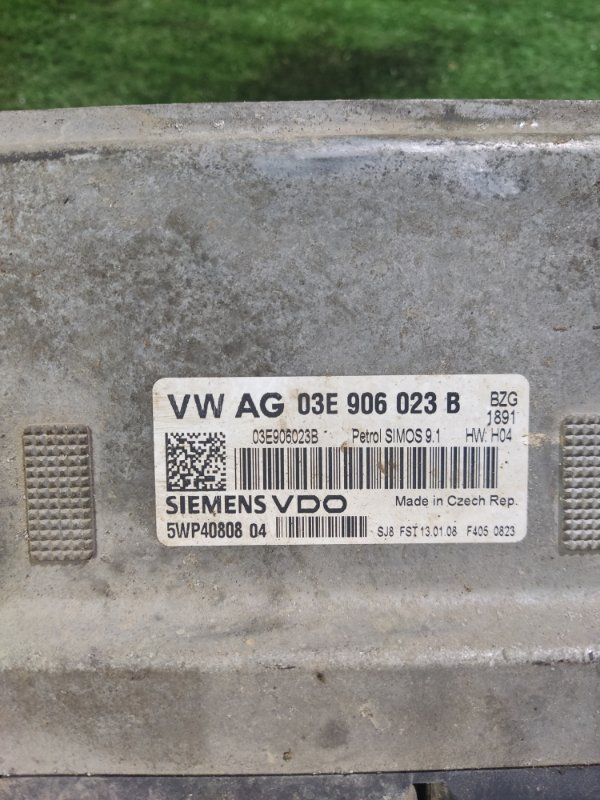 VW AG 03E 906 023 B BZG
1891
03E906023B Petrol SIMOS 9.1 HW: H04
SIEMENS VDO Made in Czech Rep.
5WP40808 04 SJ8 FST 13.01.08 F405 0823